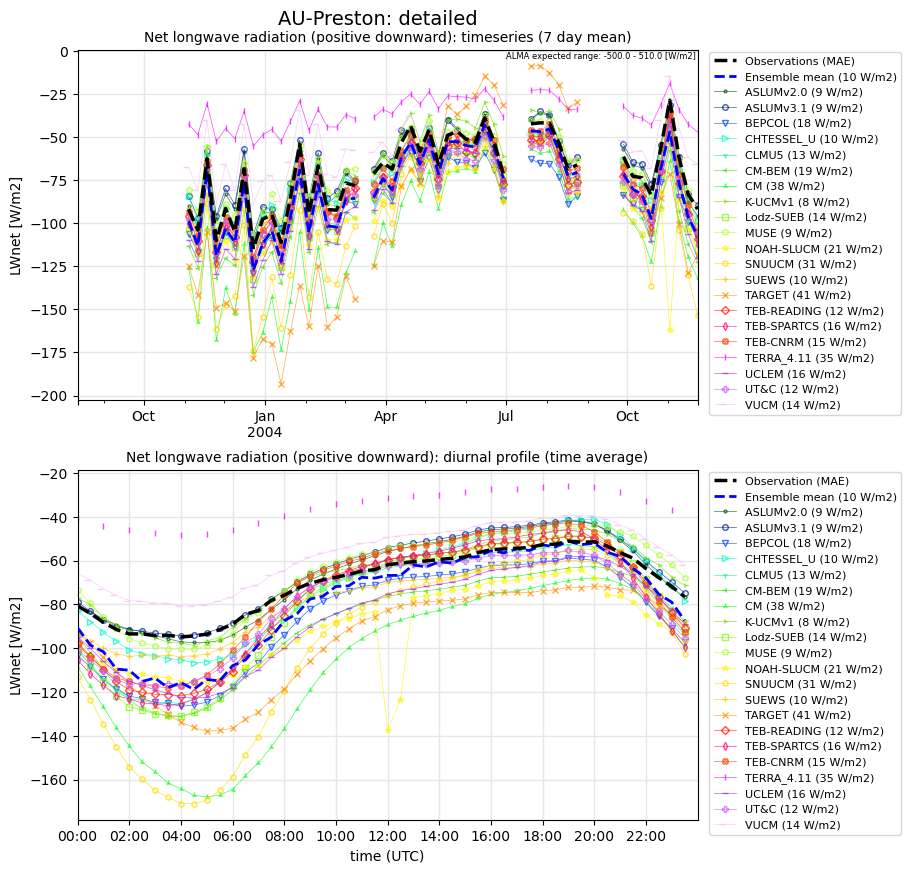 AU-Preston: detailed
Net longwave radiation (positive downward): timeseries (7 day mean)
ALMA expected range: -500.0 - 510.0 [W/m2]
LWnet [W/m2]
0
−25
−50
−75
−100
−125
−150
−175
−200
Oct
Jan
2004
Apr
Jul
Oct
Observations (MAE)
Ensemble mean (10 W/m2)
ASLUMv2.0 (9 W/m2)
ASLUMv3.1 (9 W/m2)
BEPCOL (18 W/m2)
CHTESSEL_U (10 W/m2)
CLMU5 (13 W/m2)
CM-BEM (19 W/m2)
CM (38 W/m2)
K-UCMv1 (8 W/m2)
Lodz-SUEB (14 W/m2)
MUSE (9 W/m2)
NOAH-SLUCM (21 W/m2)
SNUUCM (31 W/m2)
SUEWS (10 W/m2)
TARGET (41 W/m2)
TEB-READING (12 W/m2)
TEB-SPARTCS (16 W/m2)
TEB-CNRM (15 W/m2)
TERRA_4.11 (35 W/m2)
UCLEM (16 W/m2)
UT&C (12 W/m2)
VUCM (14 W/m2)
Net longwave radiation (positive downward): diurnal profile (time average)
LWnet [W/m2]
−20
−40
−60
−80
−100
−120
−140
−160
00:00
02:00
04:00
06:00
08:00
10:00
12:00
14:00
16:00
18:00
20:00
22:00
time (UTC)
Observation (MAE)
Ensemble mean (10 W/m2)
ASLUMv2.0 (9 W/m2)
ASLUMv3.1 (9 W/m2)
BEPCOL (18 W/m2)
CHTESSEL_U (10 W/m2)
CLMU5 (13 W/m2)
CM-BEM (19 W/m2)
CM (38 W/m2)
K-UCMv1 (8 W/m2)
Lodz-SUEB (14 W/m2)
MUSE (9 W/m2)
NOAH-SLUCM (21 W/m2)
SNUUCM (31 W/m2)
SUEWS (10 W/m2)
TARGET (41 W/m2)
TEB-READING (12 W/m2)
TEB-SPARTCS (16 W/m2)
TEB-CNRM (15 W/m2)
TERRA_4.11 (35 W/m2)
UCLEM (16 W/m2)
UT&C (12 W/m2)
VUCM (14 W/m2)